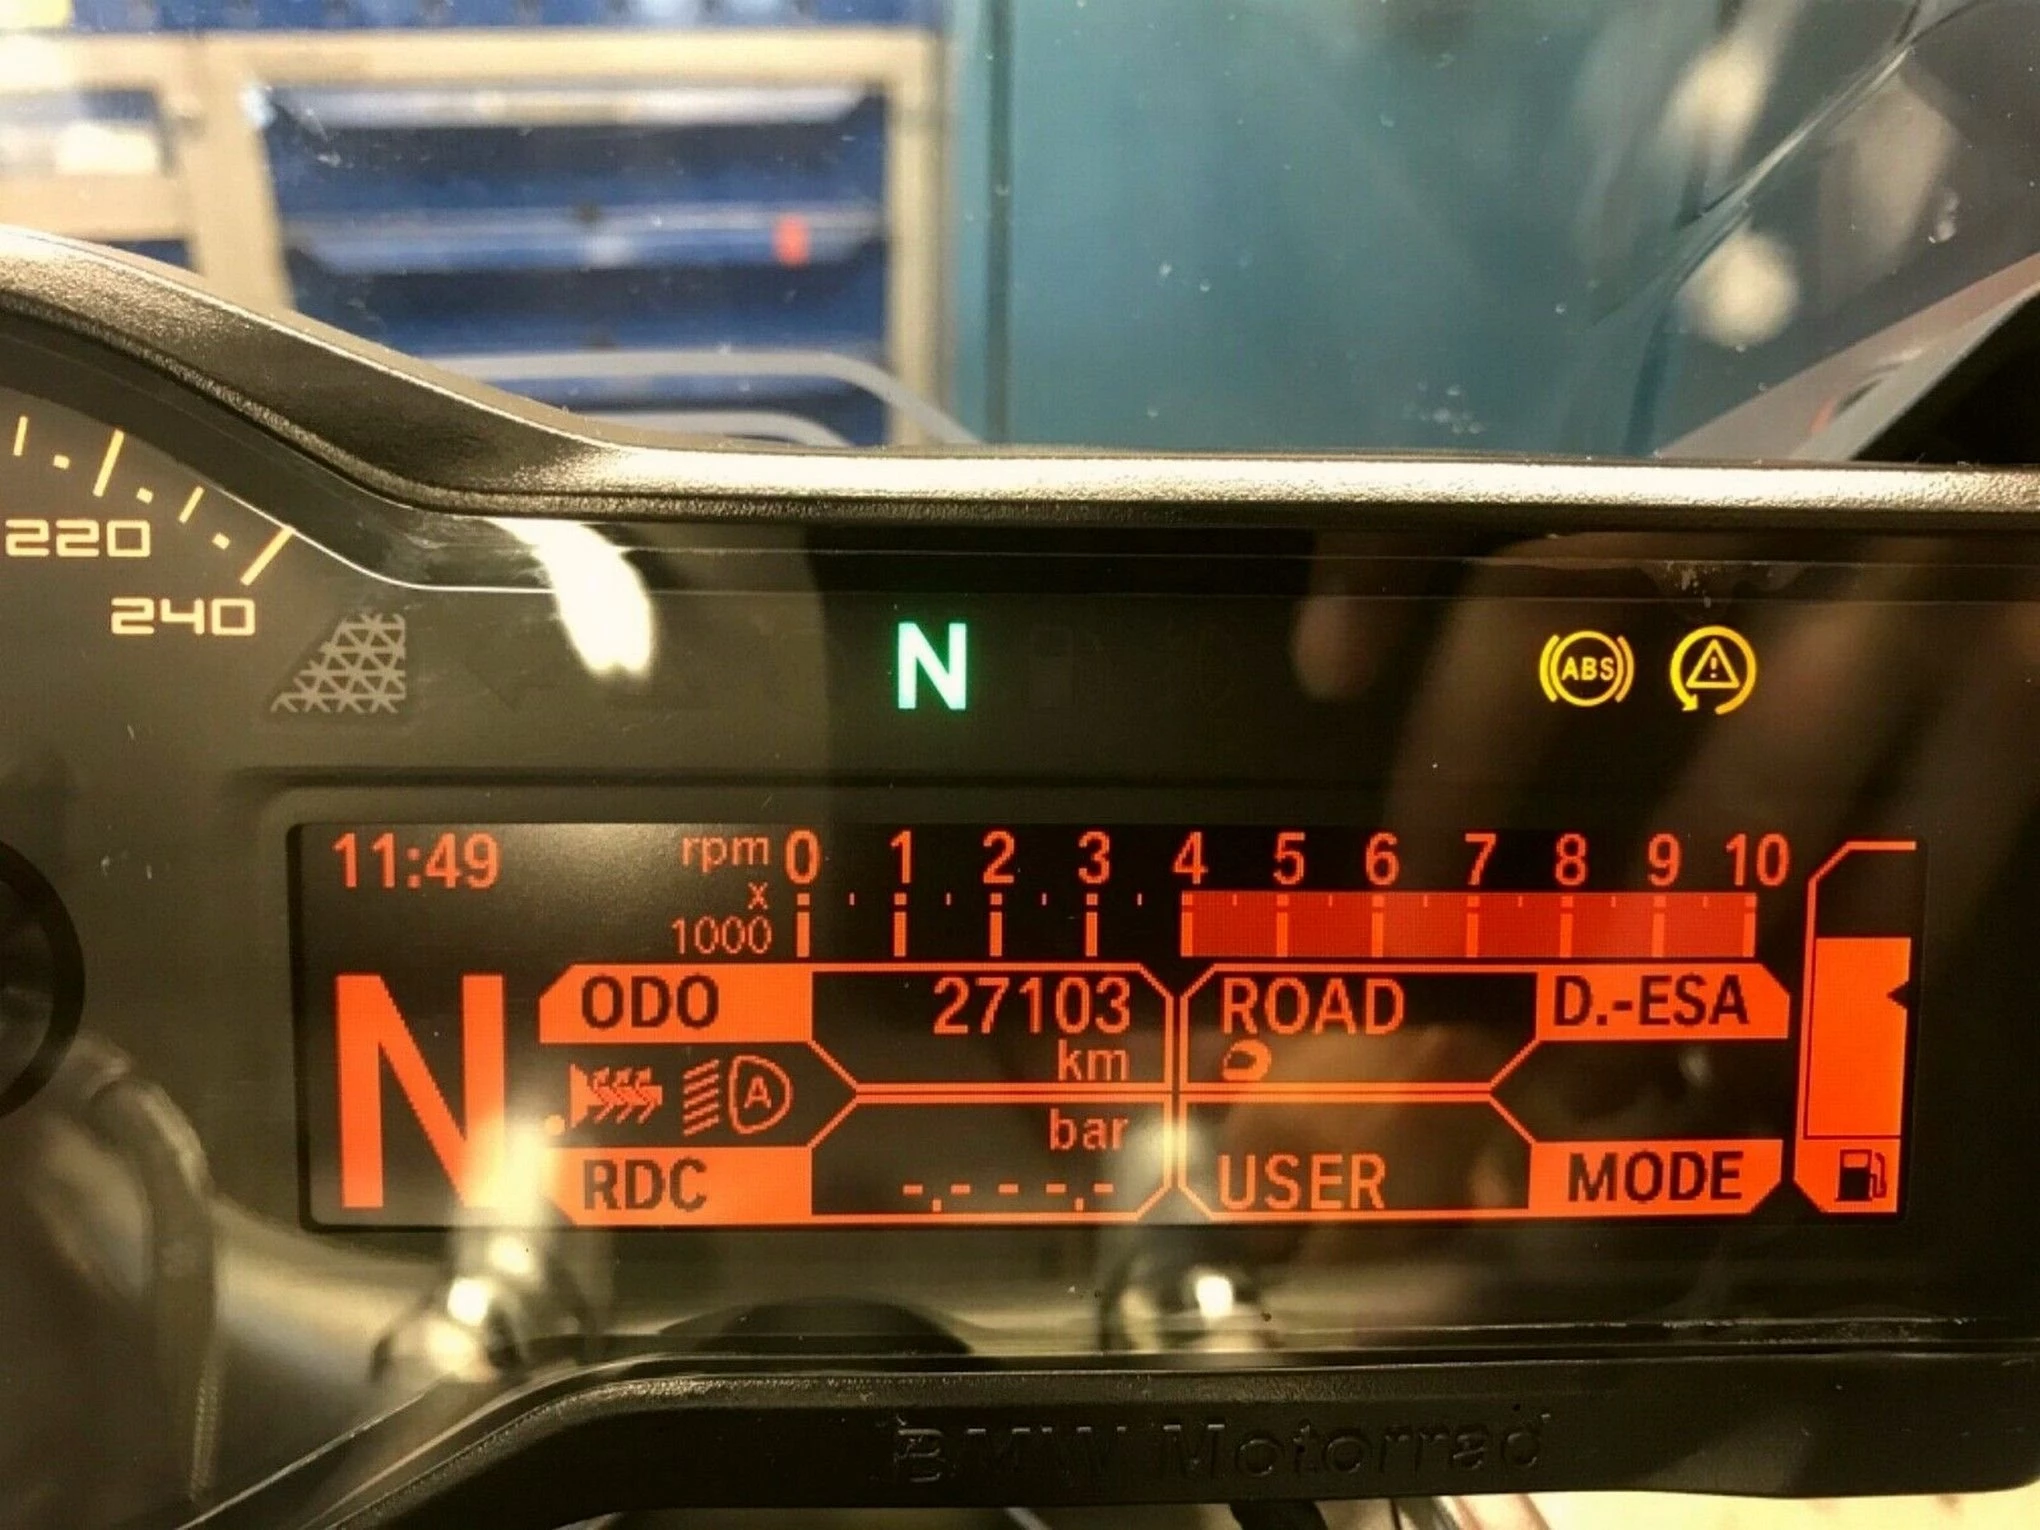 220
240
N
ABS
11:49
rpm 0 1 2 3 4 5 6 7 8 9 10
x
1000
N
ODO 27103
km
ROAD D.-ESA
A
bar
RDC -.- - -.-
USER MODE
BMW Motorrad